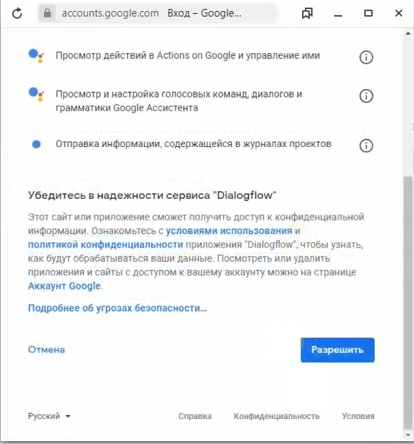 accounts.google.com Вход – Google...
Просмотр действий в Actions on Google и управление ими
Просмотр и настройка голосовых команд, диалогов и
грамматики Google Ассистента
Отправка информации, содержащейся в журналах проектов
Убедитесь в надежности сервиса "Dialogflow"
Этот сайт или приложение сможет получить доступ к конфиденциальной
информации. Ознакомьтесь с условиями использования и
политикой конфиденциальности приложения "Dialogflow", чтобы узнать,
как будут обрабатываться ваши данные. Посмотреть или удалить
приложения и сайты с доступом к вашему аккаунту можно на странице
Аккаунт Google.
Подробнее об угрозах безопасности...
Отмена Разрешить
Русский Справка Конфиденциальность Условия